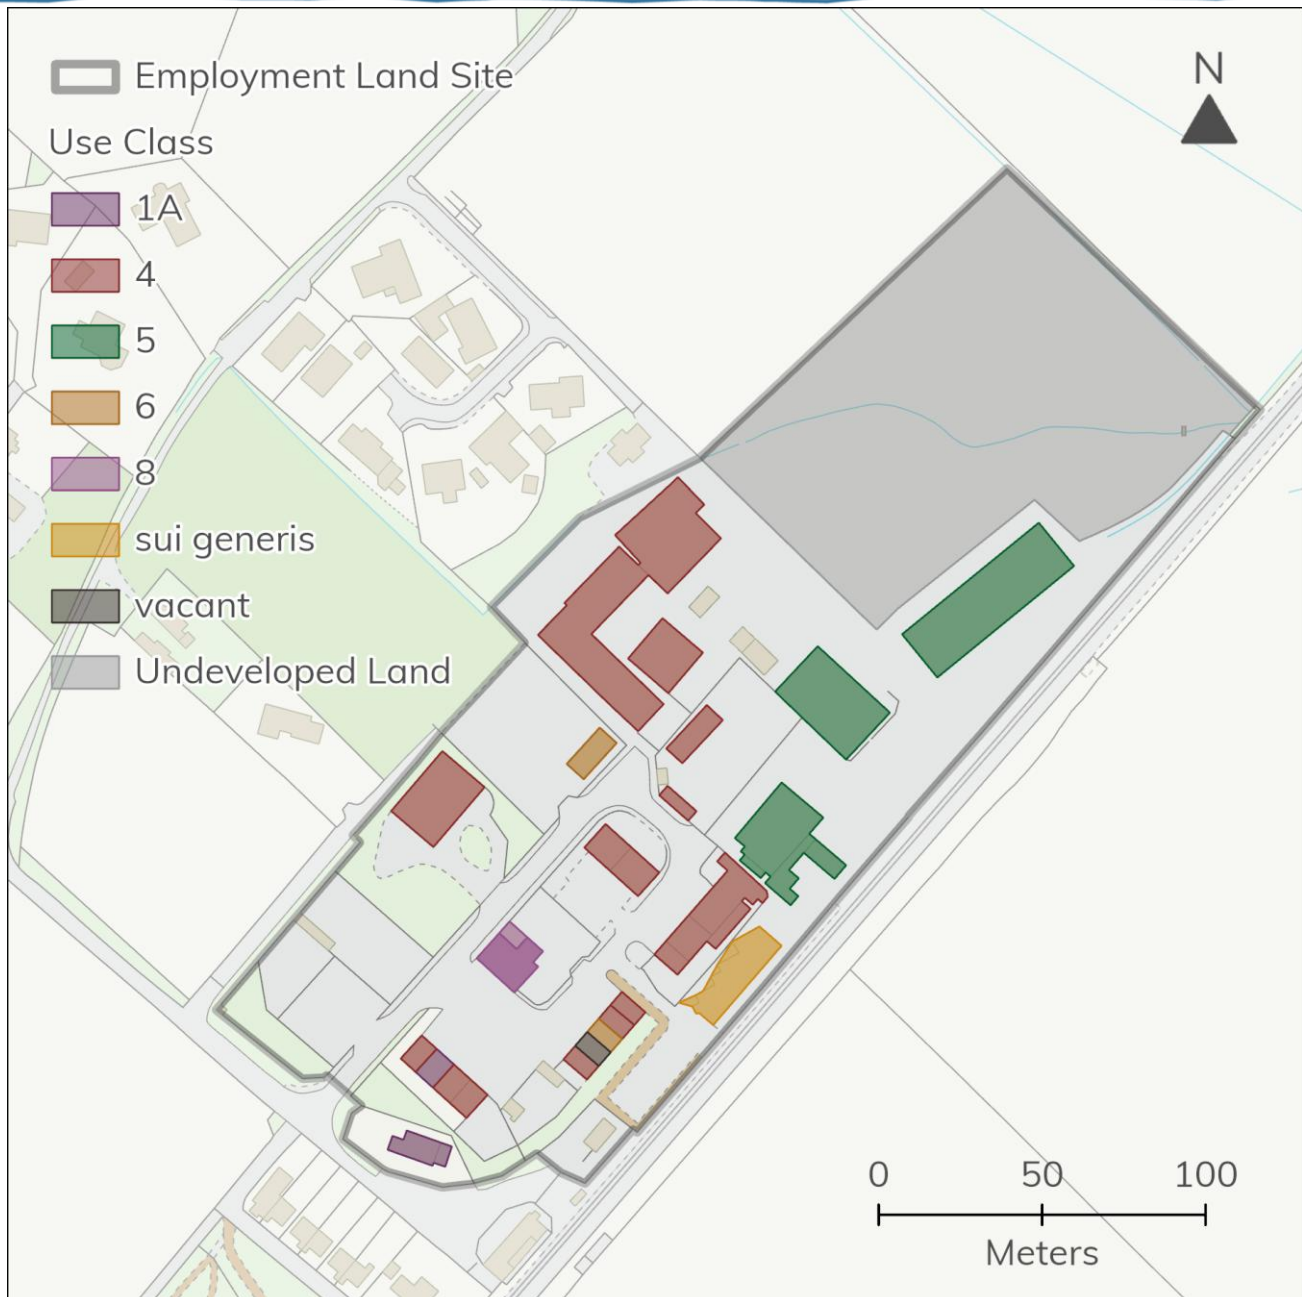 Employment Land Site
N
Use Class
1A
4
5
6
8
sui generis
vacant
Undeveloped Land
0 50 100
Meters